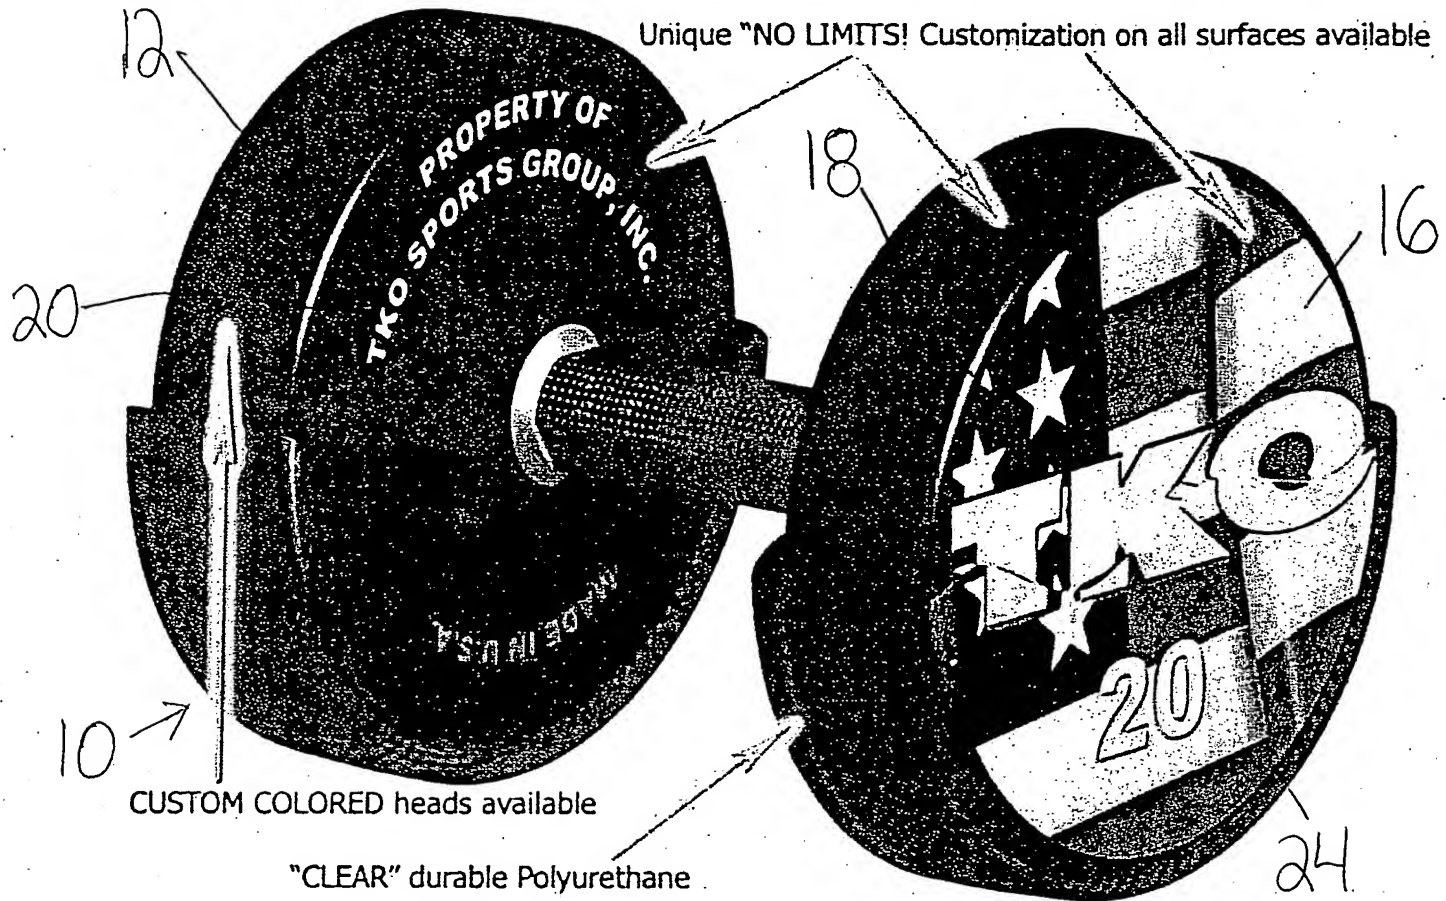 Unique "NO LIMITS! Customization on all surfaces available
12
PROPERTY OF
TKO SPORTS GROUP, INC.
18
16
20
TKO
MADE IN U.S.A.
20
10
CUSTOM COLORED heads available
"CLEAR" durable Polyurethane
24